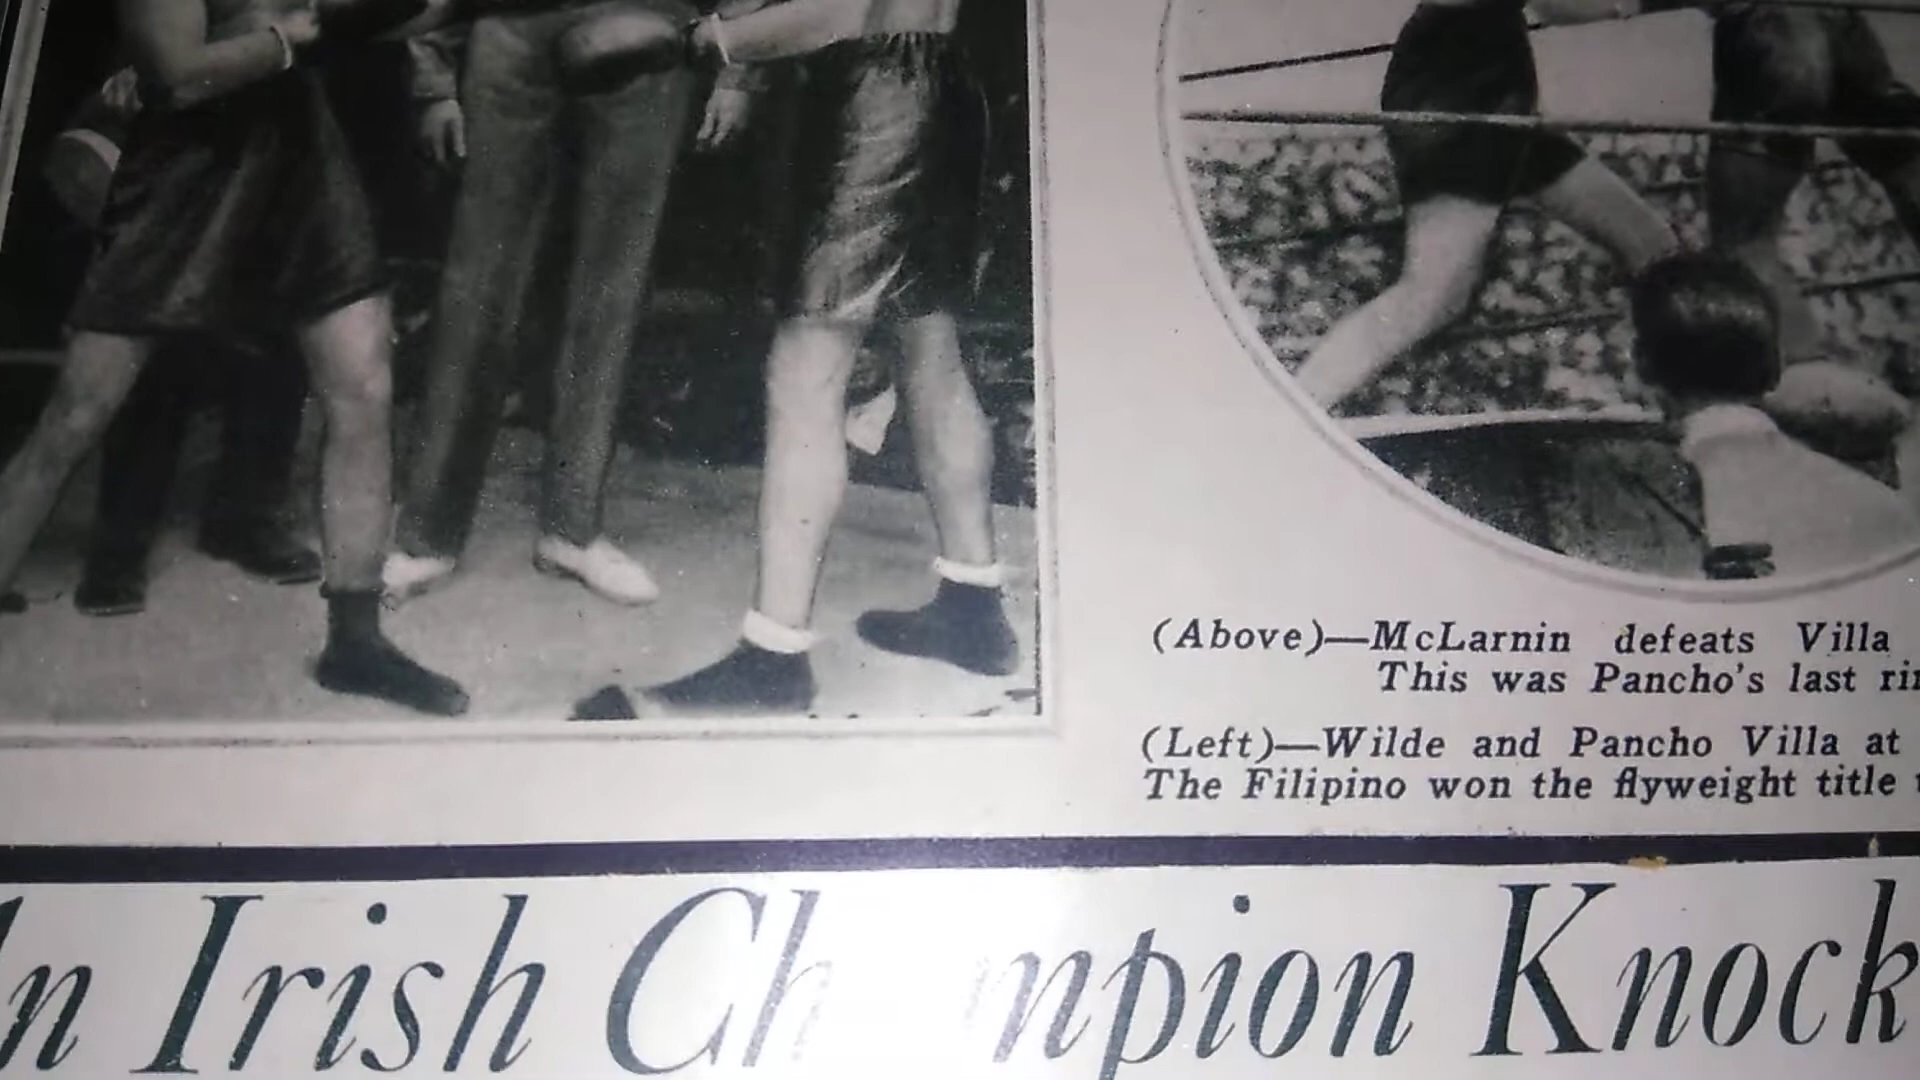 (Above)—McLarnin defeats Villa
This was Pancho's last
(Left)—Wilde and Pancho Villa at
The Filipino won the flyweight title
Irish Champion Knock